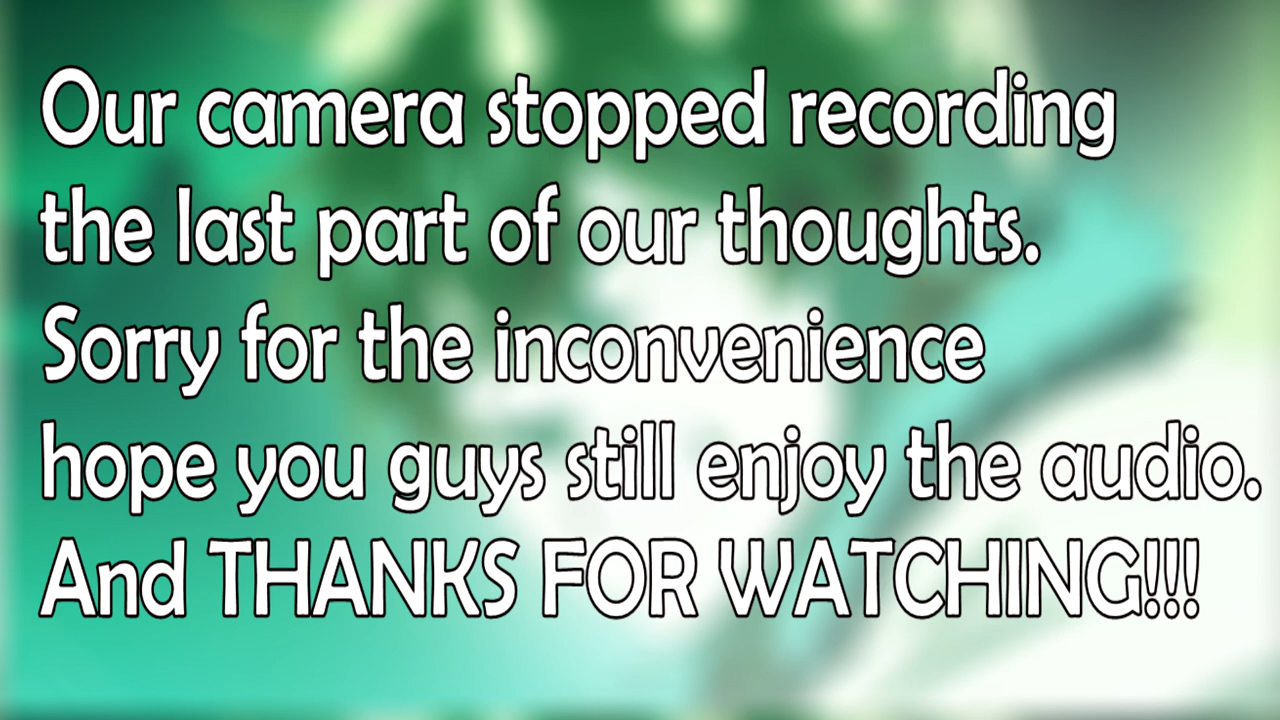 Our camera stopped recording
the last part of our thoughts.
Sorry for the inconvenience
hope you guys still enjoy the audio.
And THANKS FOR WATCHING!!!